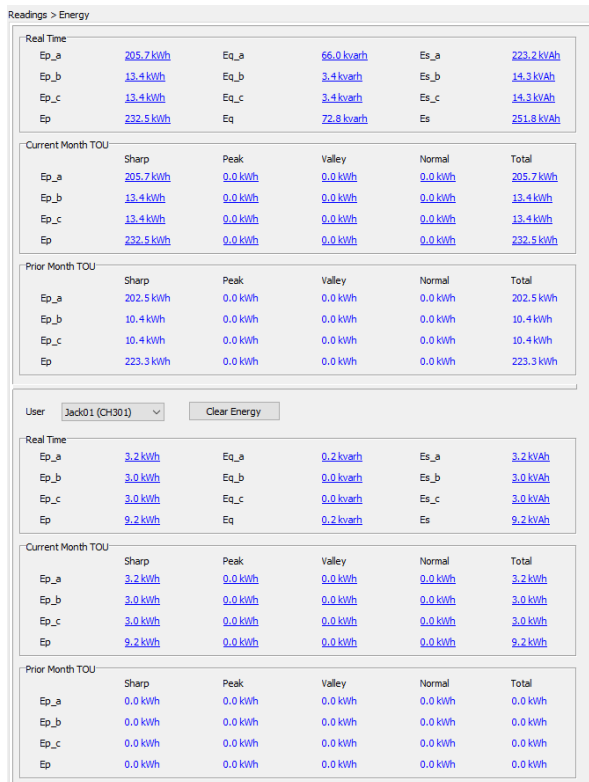 Readings > Energy
Real Time
Ep_a 205.7 kWh Eq_a 66.0 kvarh Es_a 223.2 kVAh
Ep_b 13.4 kWh Eq_b 3.4 kvarh Es_b 14.3 kVAh
Ep_c 13.4 kWh Eq_c 3.4 kvarh Es_c 14.3 kVAh
Ep 232.5 kWh Eq 72.8 kvarh Es 251.8 kVAh
Current Month TOU
Sharp Peak Valley Normal Total
Ep_a 205.7 kWh 0.0 kWh 0.0 kWh 0.0 kWh 205.7 kWh
Ep_b 13.4 kWh 0.0 kWh 0.0 kWh 0.0 kWh 13.4 kWh
Ep_c 13.4 kWh 0.0 kWh 0.0 kWh 0.0 kWh 13.4 kWh
Ep 232.5 kWh 0.0 kWh 0.0 kWh 0.0 kWh 232.5 kWh
Prior Month TOU
Sharp Peak Valley Normal Total
Ep_a 202.5 kWh 0.0 kWh 0.0 kWh 0.0 kWh 202.5 kWh
Ep_b 10.4 kWh 0.0 kWh 0.0 kWh 0.0 kWh 10.4 kWh
Ep_c 10.4 kWh 0.0 kWh 0.0 kWh 0.0 kWh 10.4 kWh
Ep 223.3 kWh 0.0 kWh 0.0 kWh 0.0 kWh 223.3 kWh
User Jack01 (CH301) Clear Energy
Real Time
Ep_a 3.2 kWh Eq_a 0.2 kvarh Es_a 3.2 kVAh
Ep_b 3.0 kWh Eq_b 0.0 kvarh Es_b 3.0 kVAh
Ep_c 3.0 kWh Eq_c 0.0 kvarh Es_c 3.0 kVAh
Ep 9.2 kWh Eq 0.2 kvarh Es 9.2 kVAh
Current Month TOU
Sharp Peak Valley Normal Total
Ep_a 3.2 kWh 0.0 kWh 0.0 kWh 0.0 kWh 3.2 kWh
Ep_b 3.0 kWh 0.0 kWh 0.0 kWh 0.0 kWh 3.0 kWh
Ep_c 3.0 kWh 0.0 kWh 0.0 kWh 0.0 kWh 3.0 kWh
Ep 9.2 kWh 0.0 kWh 0.0 kWh 0.0 kWh 9.2 kWh
Prior Month TOU
Sharp Peak Valley Normal Total
Ep_a 0.0 kWh 0.0 kWh 0.0 kWh 0.0 kWh 0.0 kWh
Ep_b 0.0 kWh 0.0 kWh 0.0 kWh 0.0 kWh 0.0 kWh
Ep_c 0.0 kWh 0.0 kWh 0.0 kWh 0.0 kWh 0.0 kWh
Ep 0.0 kWh 0.0 kWh 0.0 kWh 0.0 kWh 0.0 kWh